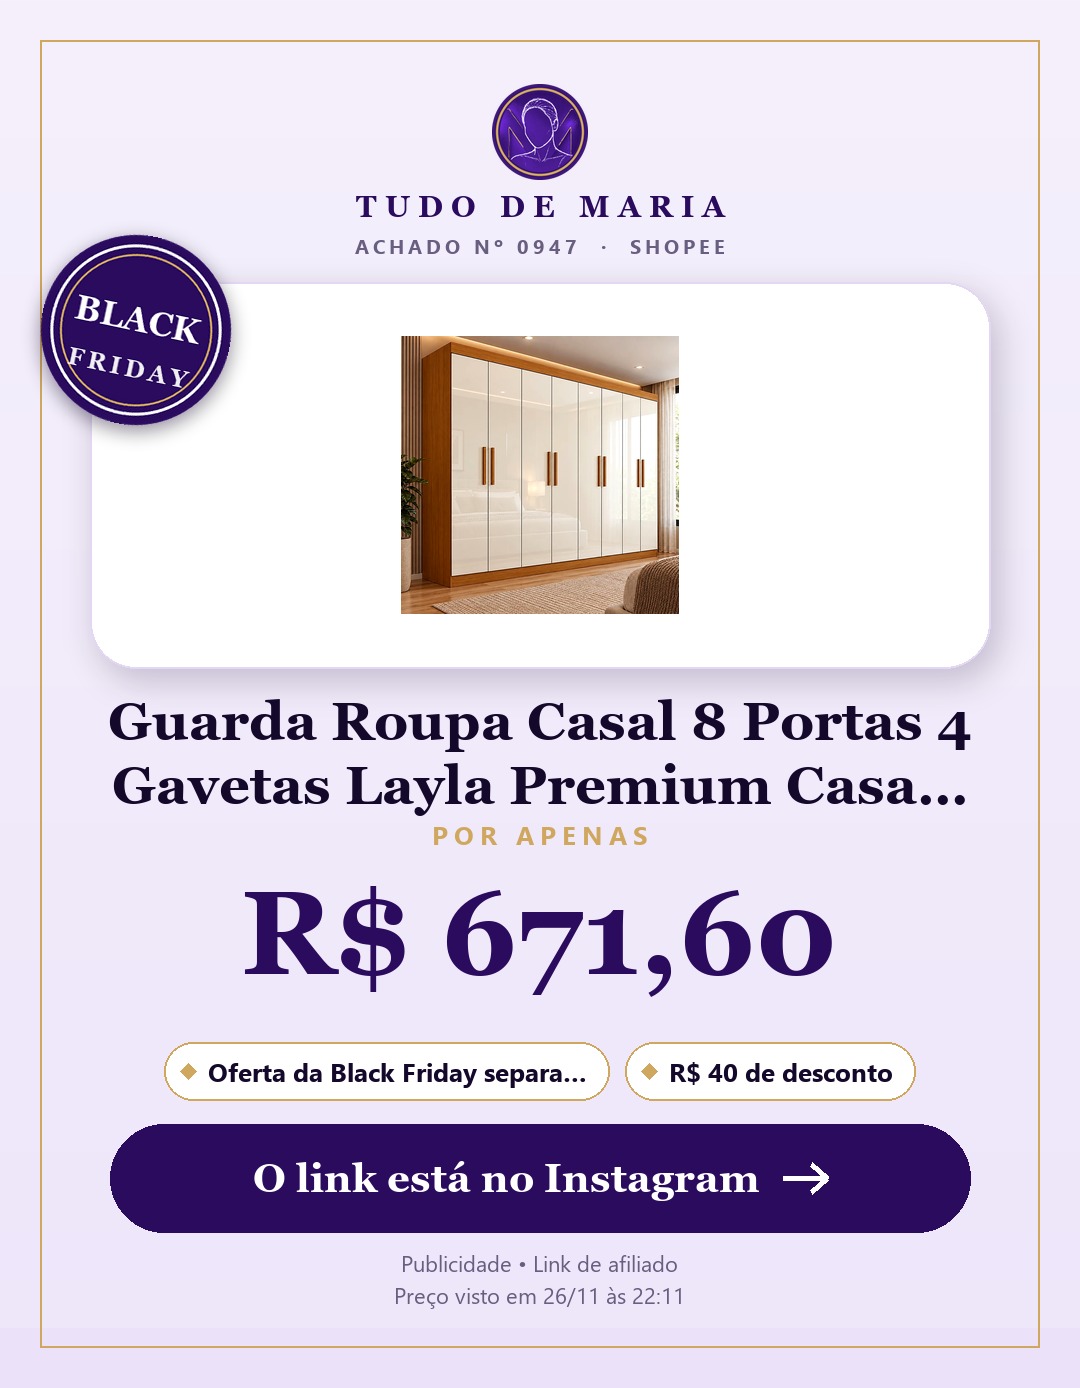 TUDO DE MARIA
ACHADO Nº 0947 · SHOPEE
BLACK
FRIDAY
Guarda Roupa Casal 8 Portas 4
Gavetas Layla Premium Casa...
POR APENAS
R$ 671,60
Oferta da Black Friday separa...
R$ 40 de desconto
O link está no Instagram →
Publicidade • Link de afiliado
Preço visto em 26/11 às 22:11